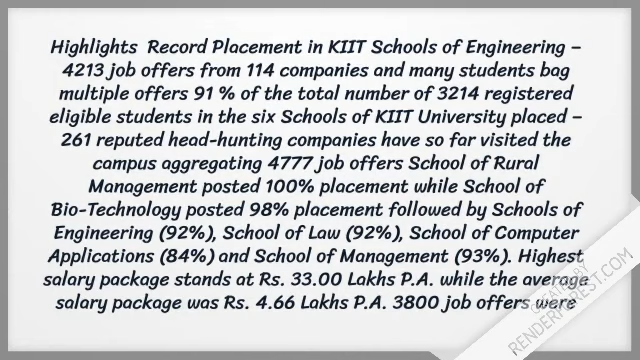 Highlights Record Placement in KIIT Schools of Engineering –
4213 job offers from 114 companies and many students bag
multiple offers 91 % of the total number of 3214 registered
eligible students in the six Schools of KIIT University placed –
261 reputed head-hunting companies have so far visited the
campus aggregating 4777 job offers School of Rural
Management posted 100% placement while School of
Bio-Technology posted 98% placement followed by Schools of
Engineering (92%), School of Law (92%), School of Computer
Applications (84%) and School of Management (93%). Highest
salary package stands at Rs. 33.00 Lakhs P.A. while the average
salary package was Rs. 4.66 Lakhs P.A. 3800 job offers were
CREATED BY
RENDERFOREST.COM